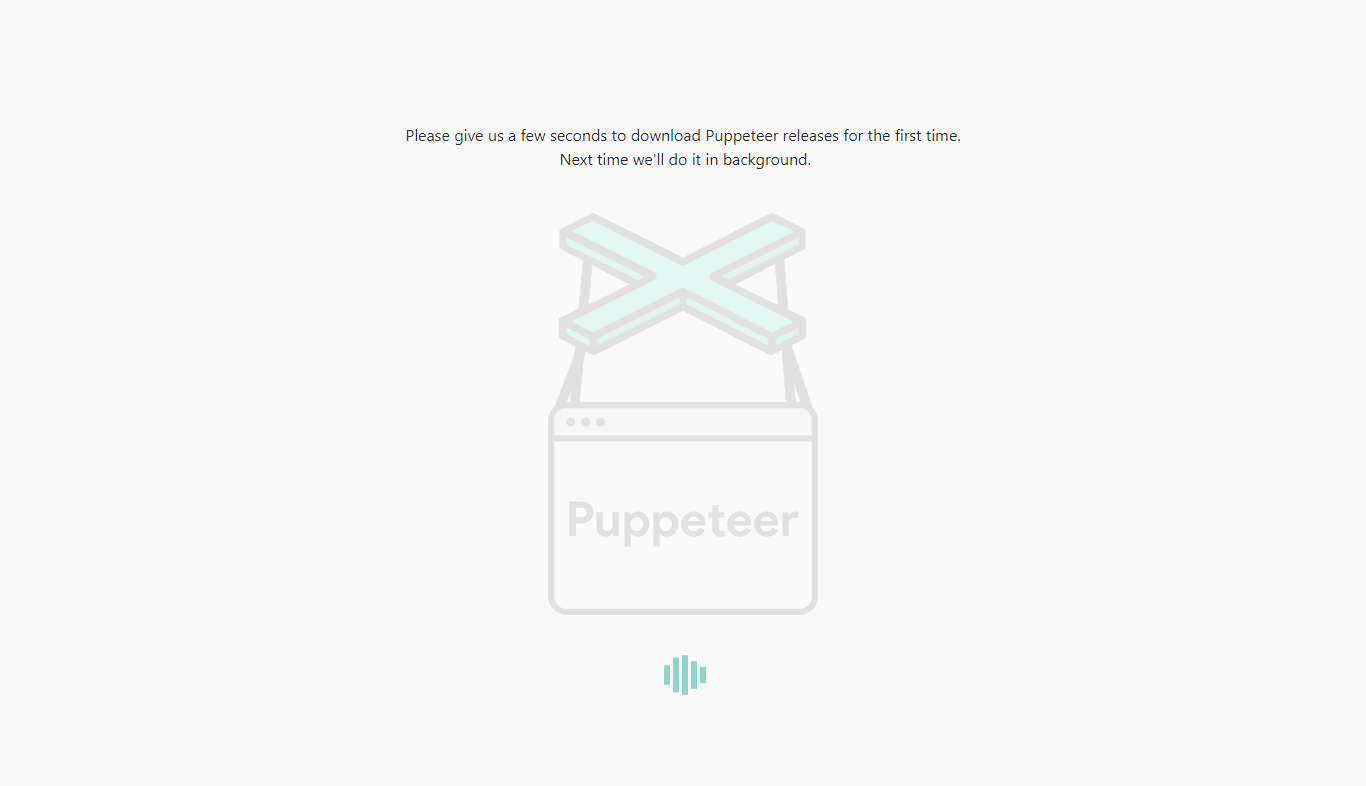 Please give us a few seconds to download Puppeteer releases for the first time.
Next time we'll do it in background.
Puppeteer